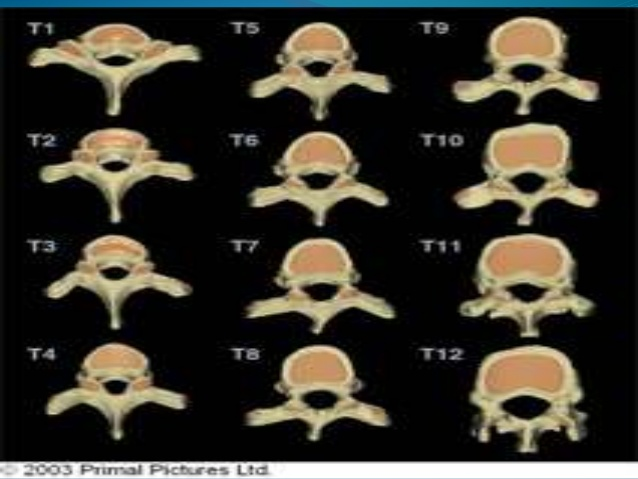 T1 T5 T9
T2 T6 T10
T3 T7 T11
T4 T8 T12
© 2003 Primal Pictures Ltd.